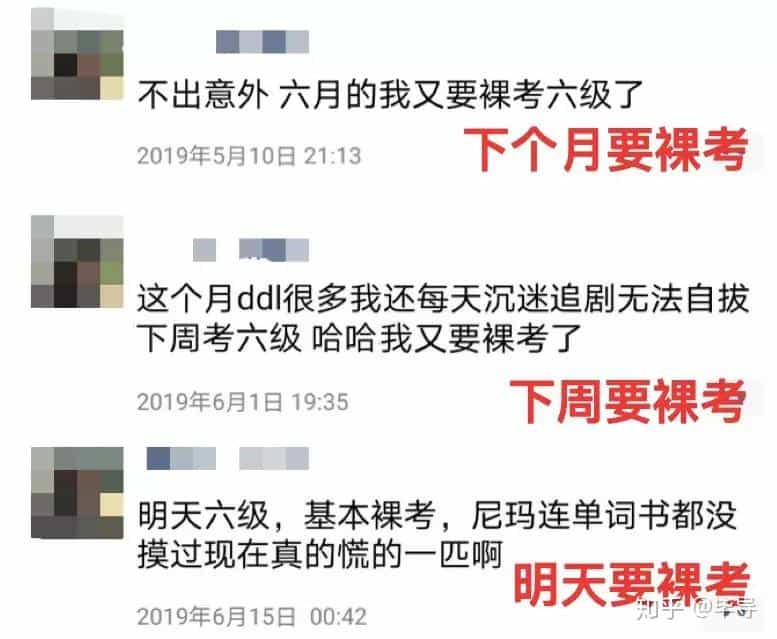 不出意外 六月的我又要裸考六级了
2019年5月10日 21:13
下个月要裸考
这个月ddl很多我还每天沉迷追剧无法自拔
下周考六级 哈哈我又要裸考了
2019年6月1日 19:35
下周要裸考
明天六级，基本裸考，尼玛连单词书都没
摸过现在真的慌的一匹啊
明天要裸考
2019年6月15日 00:42
知乎 @毕导